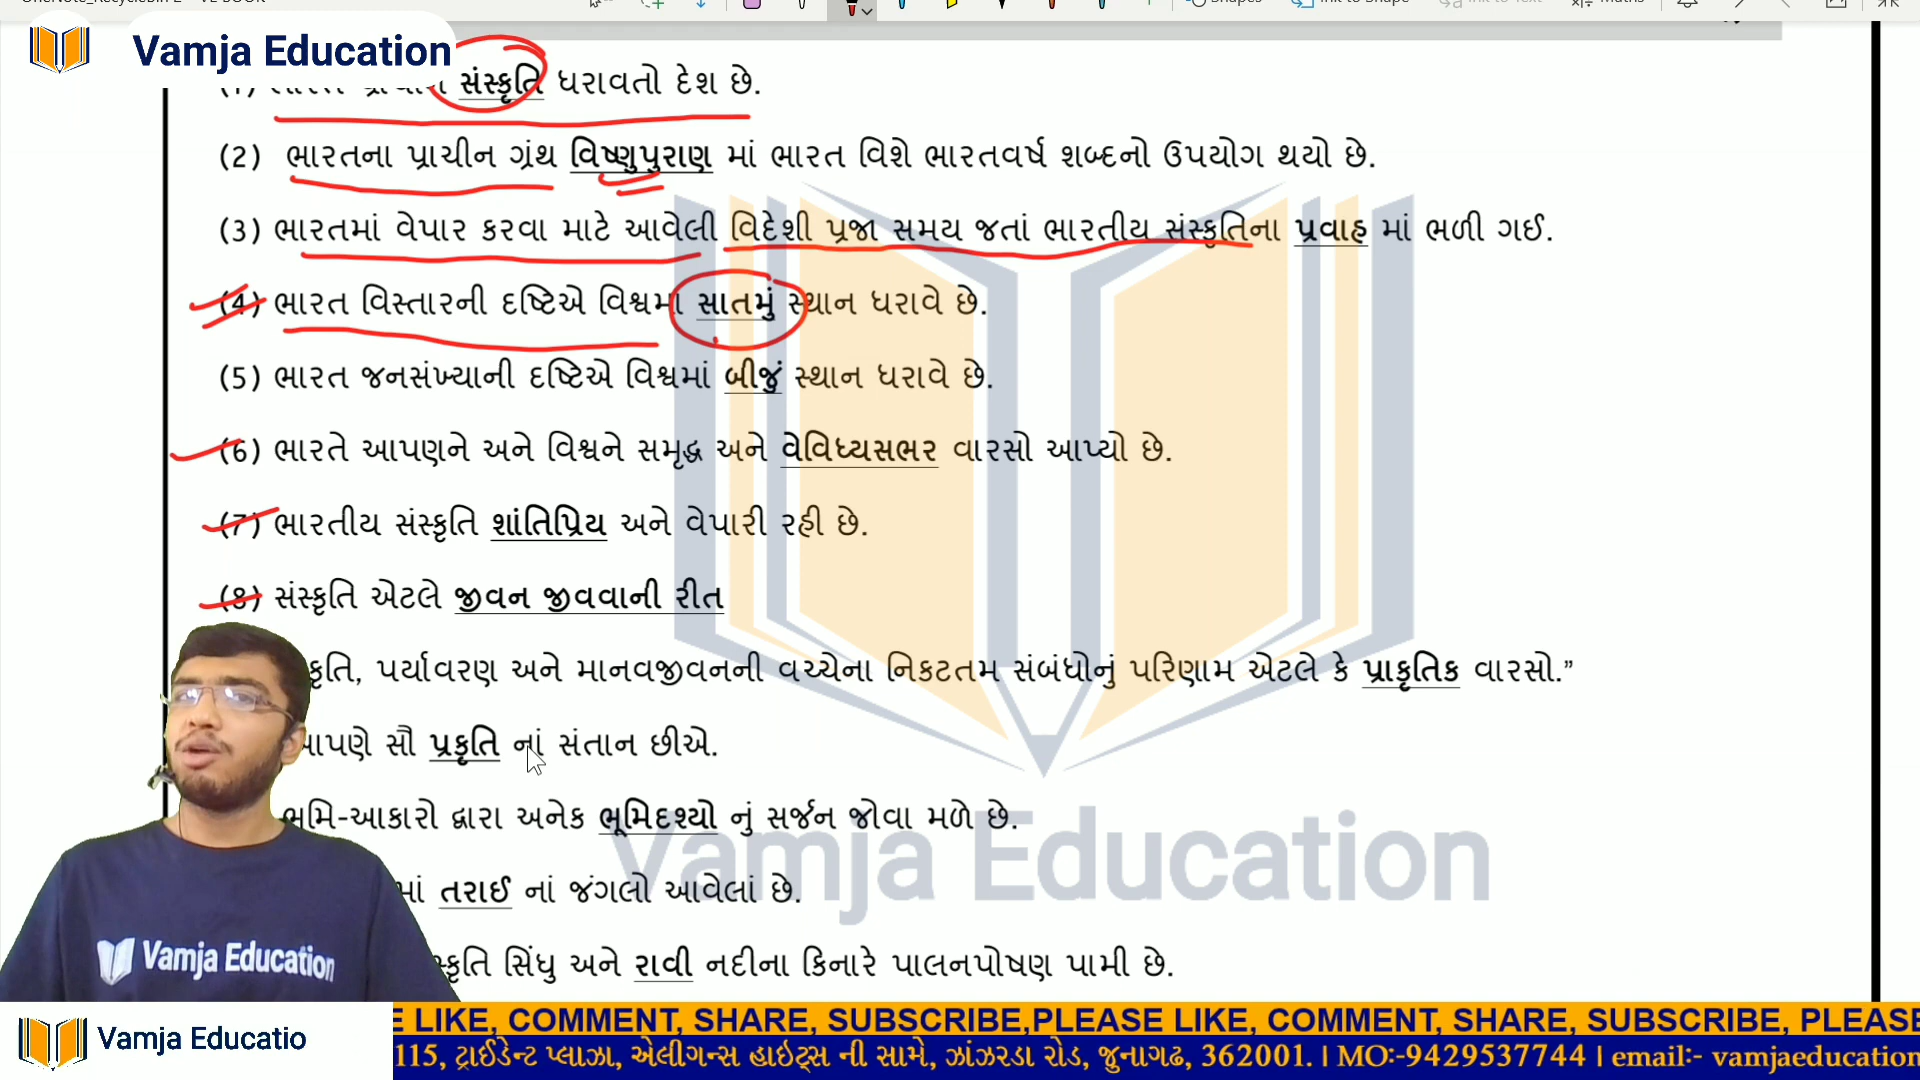 Vamja Education
સંસ્કૃતિ ધરાવતો દેશ છે.
(2) ભારતના પ્રાચીન ગ્રંથ વિષ્ણુપુરાણ માં ભારત વિશે ભારતવર્ષ શબ્દનો ઉપયોગ થયો છે.
(3) ભારતમાં વેપાર કરવા માટે આવેલી વિદેશી પ્રજા સમય જતાં ભારતીય સંસ્કૃતિના પ્રવાહ માં ભળી ગઈ.
(4) ભારત વિસ્તારની દૃષ્ટિએ વિશ્વમાં સાતમું સ્થાન ધરાવે છે.
(5) ભારત જનસંખ્યાની દૃષ્ટિએ વિશ્વમાં બીજું સ્થાન ધરાવે છે.
(6) ભારતે આપણને અને વિશ્વને સમૃદ્ધ અને વેવિધ્યસભર વારસો આપ્યો છે.
(7) ભારતીય સંસ્કૃતિ શાંતિપ્રિય અને વેપારી રહી છે.
(8) સંસ્કૃતિ એટલે જીવન જીવવાની રીત
કૃતિ, પર્યાવરણ અને માનવજીવનની વચ્ચેના નિકટતમ સંબંધોનું પરિણામ એટલે કે પ્રાકૃતિક વારસો.”
આપણે સૌ પ્રકૃતિ નાં સંતાન છીએ.
ભૂમિ-આકારો દ્વારા અનેક ભૂમિદૃશ્યો નું સર્જન જોવા મળે છે.
માં તરાઈ નાં જંગલો આવેલાં છે.
સ્કૃતિ સિંધુ અને રાવી નદીના કિનારે પાલનપોષણ પામી છે.
Vamja Education
Vamja Education
Vamja Educatio
E LIKE, COMMENT, SHARE, SUBSCRIBE,PLEASE LIKE, COMMENT, SHARE, SUBSCRIBE, PLEASE
115, ટ્રાઈડેન્ટ પ્લાઝા, એલીગન્સ હાઇટ્સ ની સામે, ઝાંઝરડા રોડ, જુનાગઢ, 362001. | MO:-9429537744 | email:- vamjaeducation